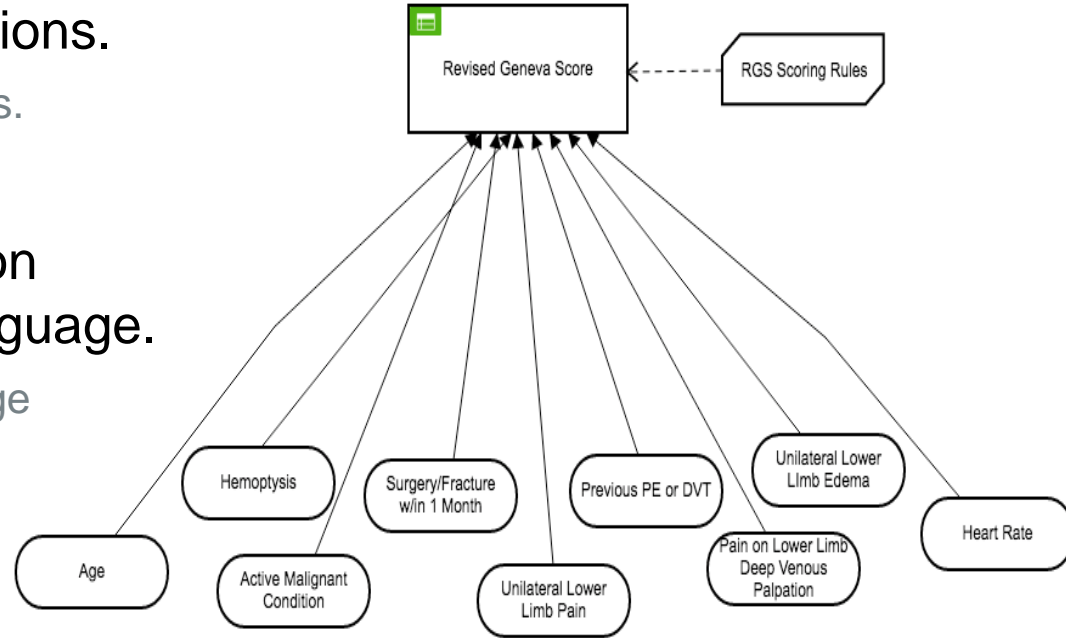 ions.
s.
on
guage.
ge
Revised Geneva Score
RGS Scoring Rules
Hemoptysis
Surgery/Fracture
w/in 1 Month
Previous PE or DVT
Unilateral Lower
LImb Edema
Heart Rate
Age
Active Malignant
Condition
Unilateral Lower
Limb Pain
Pain on Lower Limb
Deep Venous
Palpation